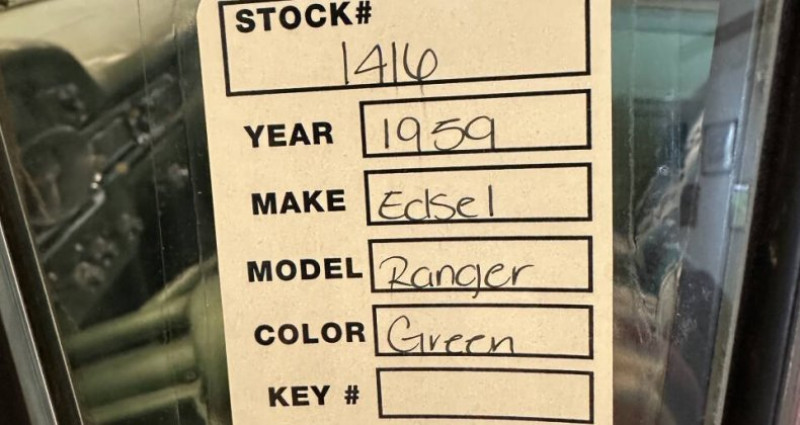 STOCK#
1416
YEAR 1959
MAKE Edsel
MODEL Ranger
COLOR Green
KEY #